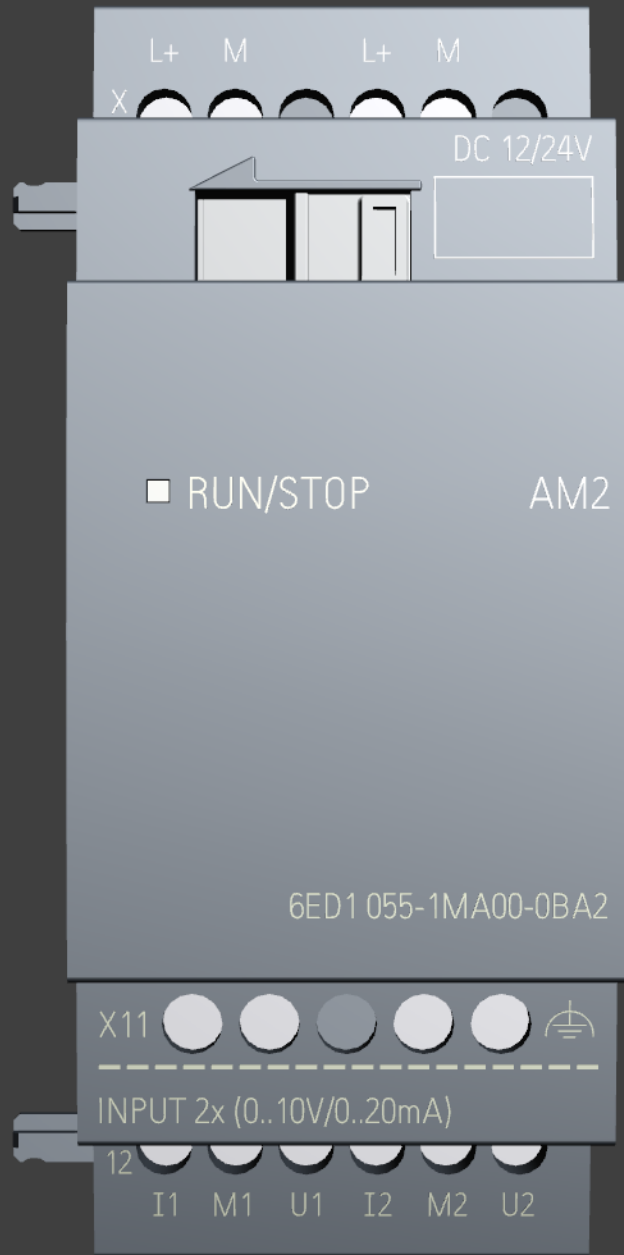 L+ M L+ M
X
DC 12/24V
RUN/STOP AM2
6ED1 055-1MA00-0BA2
X11
INPUT 2x (0..10V/0..20mA)
12
I1 M1 U1 I2 M2 U2